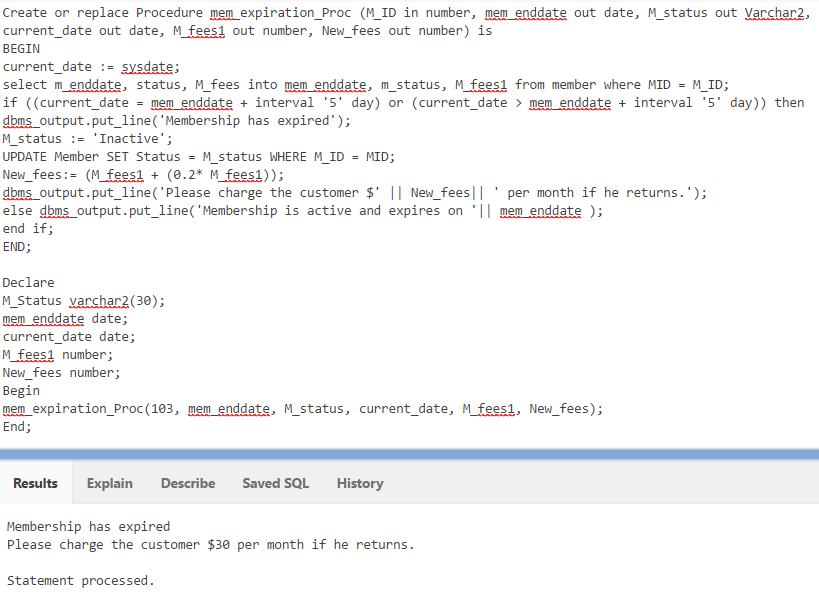 Create or replace Procedure mem_expiration_Proc (M_ID in number, mem_enddate out date, M_status out Varchar2,
current_date out date, M_fees1 out number, New_fees out number) is
BEGIN
current_date := sysdate;
select m_enddate, status, M_fees into mem_enddate, m_status, M_fees1 from member where MID = M_ID;
if ((current_date = mem_enddate + interval '5' day) or (current_date > mem_enddate + interval '5' day)) then
dbms_output.put_line('Membership has expired');
M_status := 'Inactive';
UPDATE Member SET Status = M_status WHERE M_ID = MID;
New_fees:= (M_fees1 + (0.2* M_fees1));
dbms_output.put_line('Please charge the customer $' || New_fees|| ' per month if he returns.');
else dbms_output.put_line('Membership is active and expires on '|| mem_enddate );
end if;
END;
Declare
M_Status varchar2(30);
mem_enddate date;
current_date date;
M_fees1 number;
New_fees number;
Begin
mem_expiration_Proc(103, mem_enddate, M_status, current_date, M_fees1, New_fees);
End;
Results Explain Describe Saved SQL History
Membership has expired
Please charge the customer $30 per month if he returns.
Statement processed.